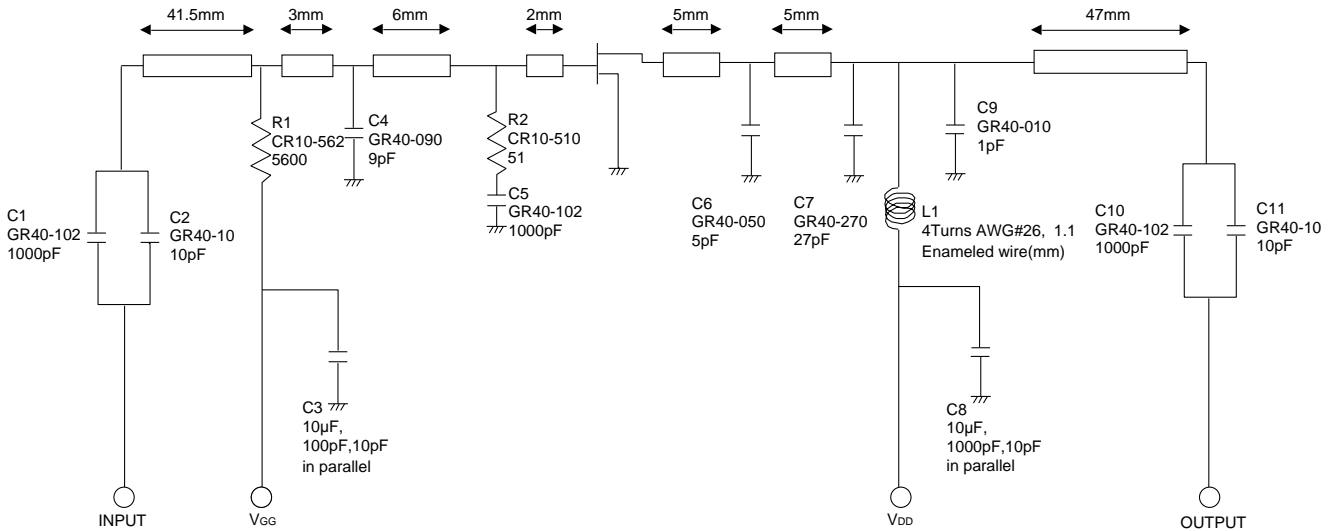 41.5mm
3mm
6mm
2mm
5mm
5mm
47mm
R1
CR10-562
5600
C4
GR40-090
9pF
R2
CR10-510
51
C5
GR40-102
1000pF
C9
GR40-010
1pF
C1
GR40-102
1000pF
C2
GR40-10
10pF
C6
GR40-050
5pF
C7
GR40-270
27pF
L1
4Turns AWG#26, 1.1
Enameled wire(mm)
C10
GR40-102
1000pF
C11
GR40-10
10pF
C3
10µF,
100pF,10pF
in parallel
C8
10µF,
1000pF,10pF
in parallel
INPUT
VGG
VDD
OUTPUT